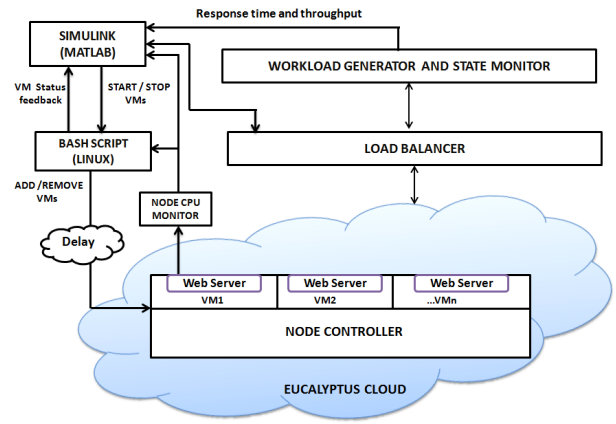 Response time and throughput
SIMULINK
(MATLAB)
WORKLOAD GENERATOR AND STATE MONITOR
VM Status
feedback
START / STOP
VMs
BASH SCRIPT
(LINUX)
LOAD BALANCER
ADD /REMOVE
VMs
NODE CPU
MONITOR
Delay
Web Server
VM1
Web Server
VM2
Web Server
...VMn
NODE CONTROLLER
EUCALYPTUS CLOUD